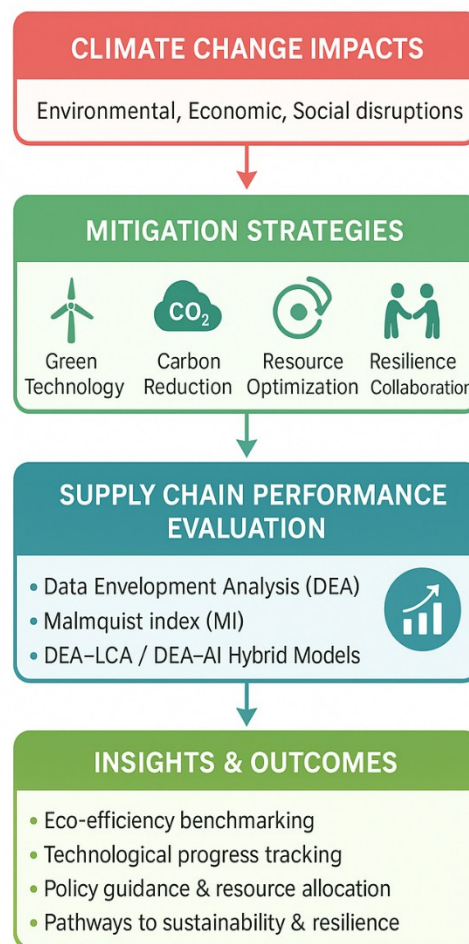 CLIMATE CHANGE IMPACTS
Environmental, Economic, Social disruptions
MITIGATION STRATEGIES
CO₂
Green
Technology
Carbon
Reduction
Resource
Optimization
Resilience
Collaboration
SUPPLY CHAIN PERFORMANCE
EVALUATION
• Data Envelopment Analysis (DEA)
• Malmquist index (MI)
• DEA–LCA / DEA–AI Hybrid Models
INSIGHTS & OUTCOMES
• Eco-efficiency benchmarking
• Technological progress tracking
• Policy guidance & resource allocation
• Pathways to sustainability & resilience